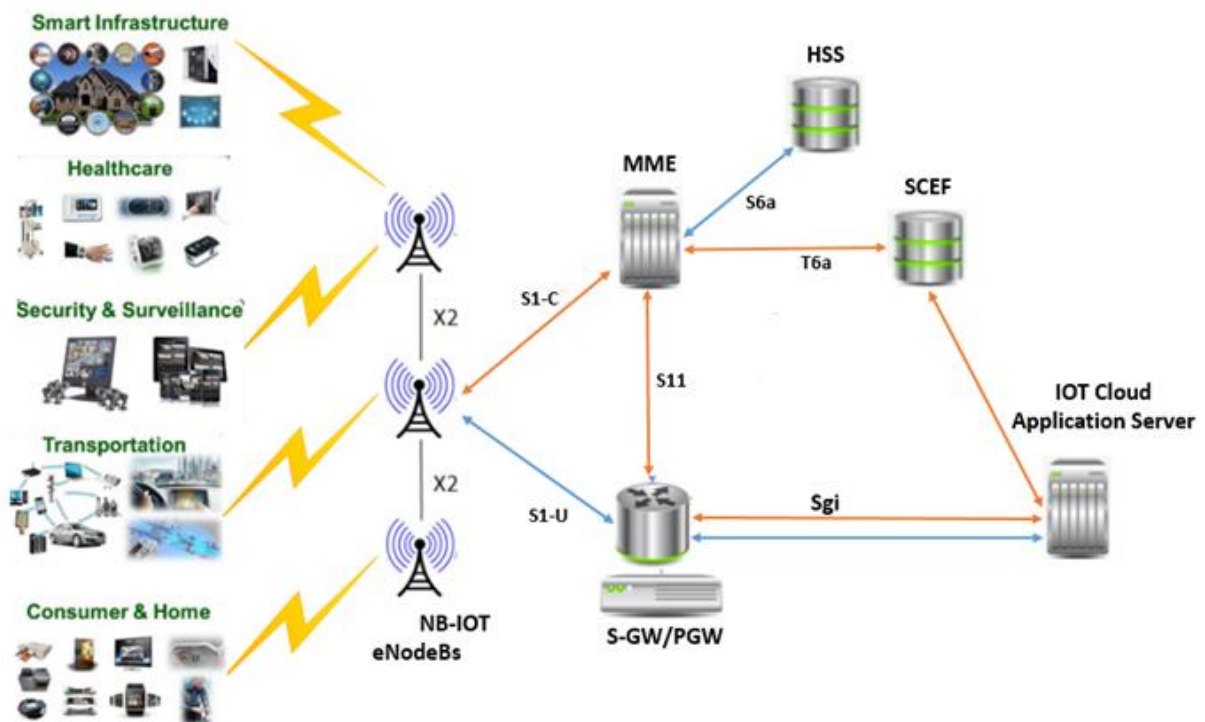 Smart Infrastructure
Healthcare
Security & Surveillance
Transportation
Consumer & Home
X2
X2
NB-IOT
eNodeBs
S1-C
S1-U
MME
S6a
HSS
T6a
SCEF
S11
S-GW/PGW
Sgi
IOT Cloud
Application Server